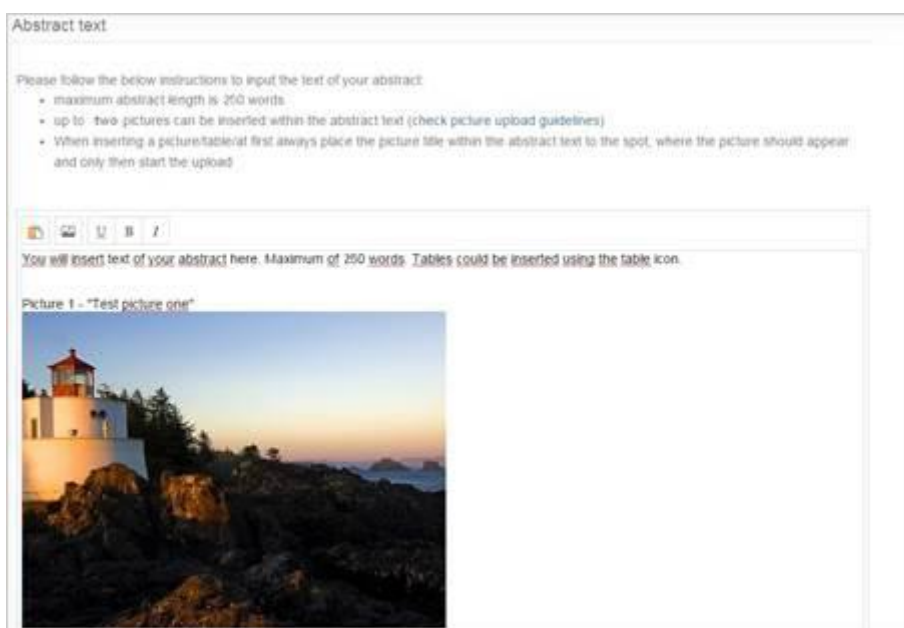 Abstract text
Please follow the below instructions to input the text of your abstract:
• maximum abstract length is 250 words
• up to two pictures can be inserted within the abstract text (check picture upload guidelines)
• When inserting a picture/table/at first always place the picture title within the abstract text to the spot, where the picture should appear
and only then start the upload
U B I
You will insert text of your abstract here. Maximum of 250 words. Tables could be inserted using the table icon.
Picture 1 - "Test picture one"